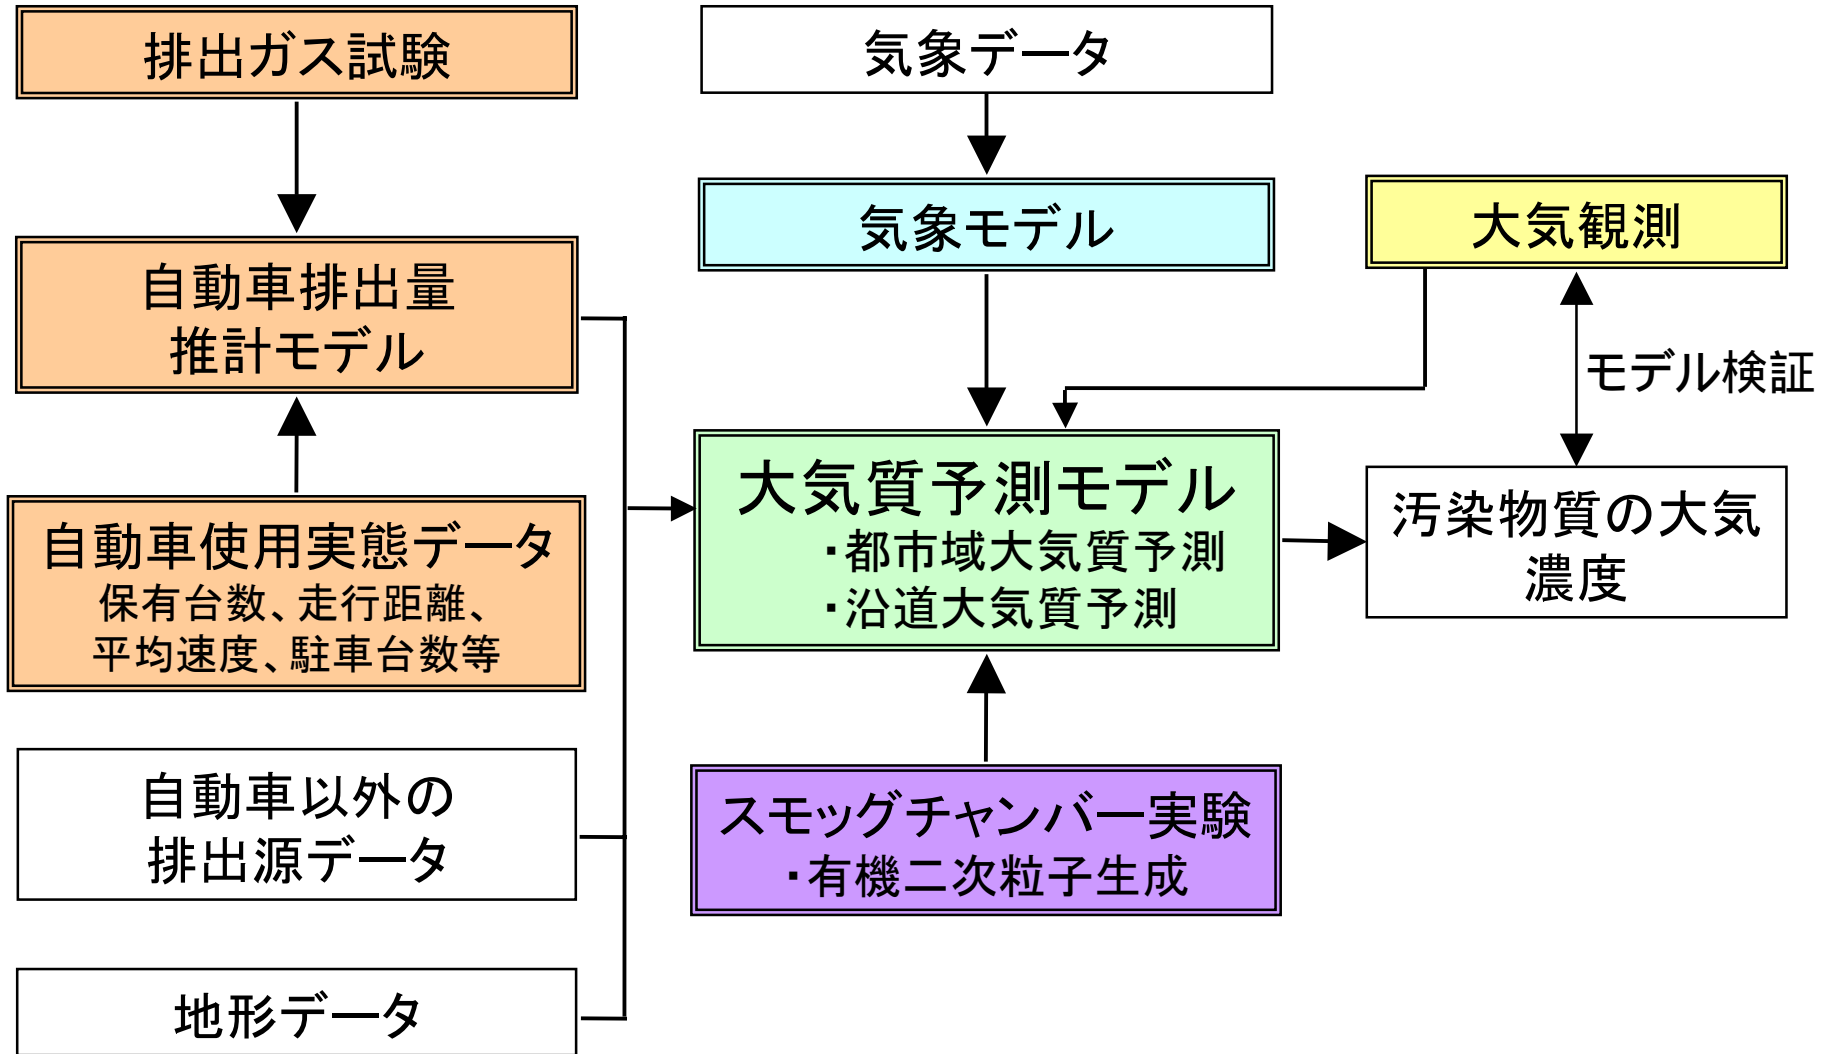 排出ガス試験
気象データ
気象モデル
大気観測
自動車排出量
推計モデル
モデル検証
自動車使用実態データ
保有台数、走行距離、
平均速度、駐車台数等
大気質予測モデル
・都市域大気質予測
・沿道大気質予測
汚染物質の大気
濃度
自動車以外の
排出源データ
スモッグチャンバー実験
・有機二次粒子生成
地形データ